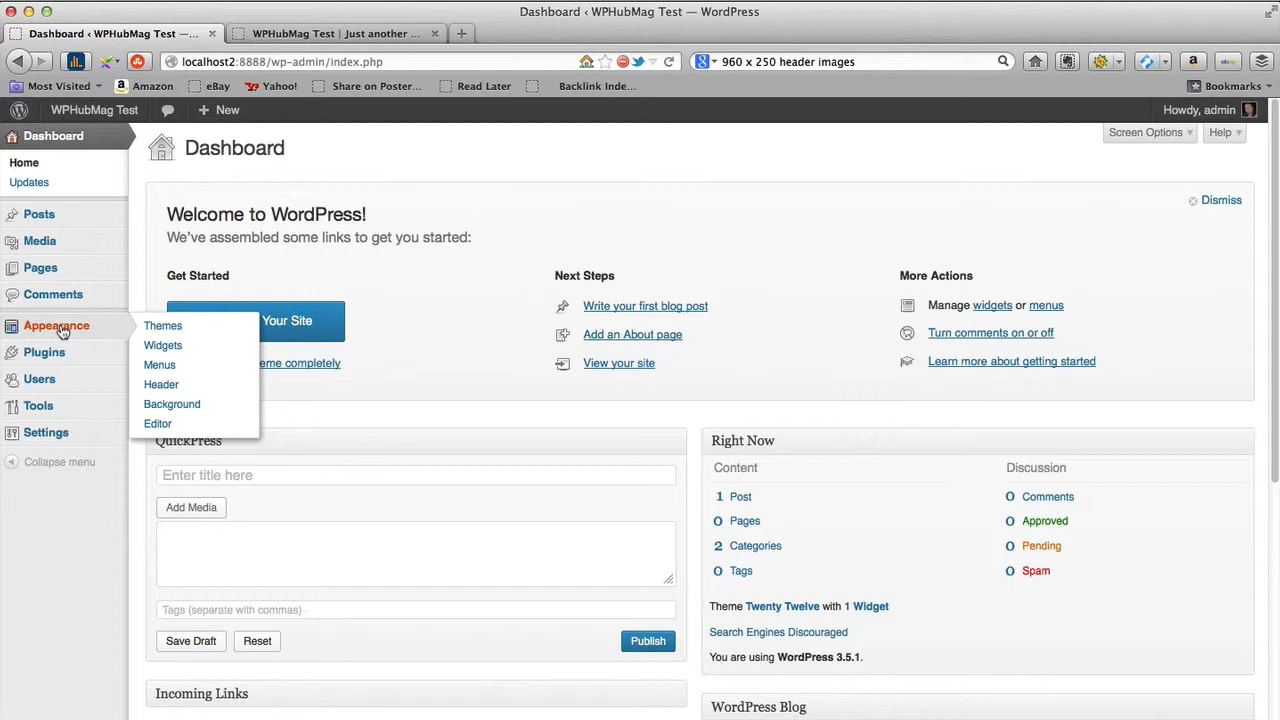 Dashboard ‹ WPHubMag Test — WordPress
Dashboard ‹ WPHubMag Test —...
WPHubMag Test | Just another ...
localhost2:8888/wp-admin/index.php
960 x 250 header images
Most Visited
Amazon
eBay
Yahoo!
Share on Poster...
Read Later
Backlink Inde...
Bookmarks
WPHubMag Test
+ New
Howdy, admin
Dashboard
Home
Updates
Posts
Media
Pages
Comments
Appearance
Plugins
Users
Tools
Settings
Collapse menu
Themes
Widgets
Menus
Header
Background
Editor
Dashboard
Screen Options
Help
Welcome to WordPress!
Dismiss
We've assembled some links to get you started:
Get Started
Your Site
eme completely
Next Steps
Write your first blog post
Add an About page
View your site
More Actions
Manage widgets or menus
Turn comments on or off
Learn more about getting started
QuickPress
Enter title here
Add Media
Tags (separate with commas)
Save Draft
Reset
Publish
Incoming Links
Right Now
Content
1 Post
0 Pages
2 Categories
0 Tags
Discussion
0 Comments
0 Approved
0 Pending
0 Spam
Theme Twenty Twelve with 1 Widget
Search Engines Discouraged
You are using WordPress 3.5.1.
WordPress Blog